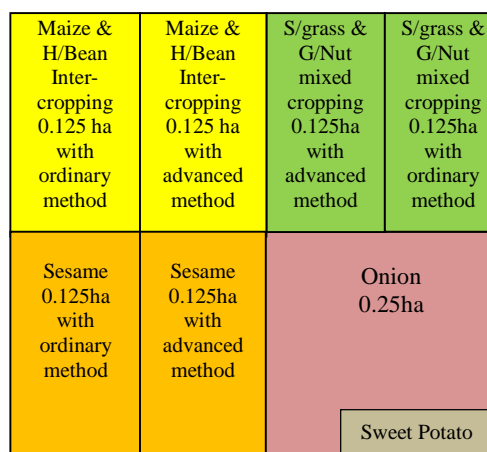 Maize &
H/Bean
Inter-
cropping
0.125 ha
with
ordinary
method
Maize &
H/Bean
Inter-
cropping
0.125 ha
with
advanced
method
S/grass &
G/Nut
mixed
cropping
0.125ha
with
advanced
method
S/grass &
G/Nut
mixed
cropping
0.125ha
with
ordinary
method
Sesame
0.125ha
with
ordinary
method
Sesame
0.125ha
with
advanced
method
Onion
0.25ha
Sweet Potato